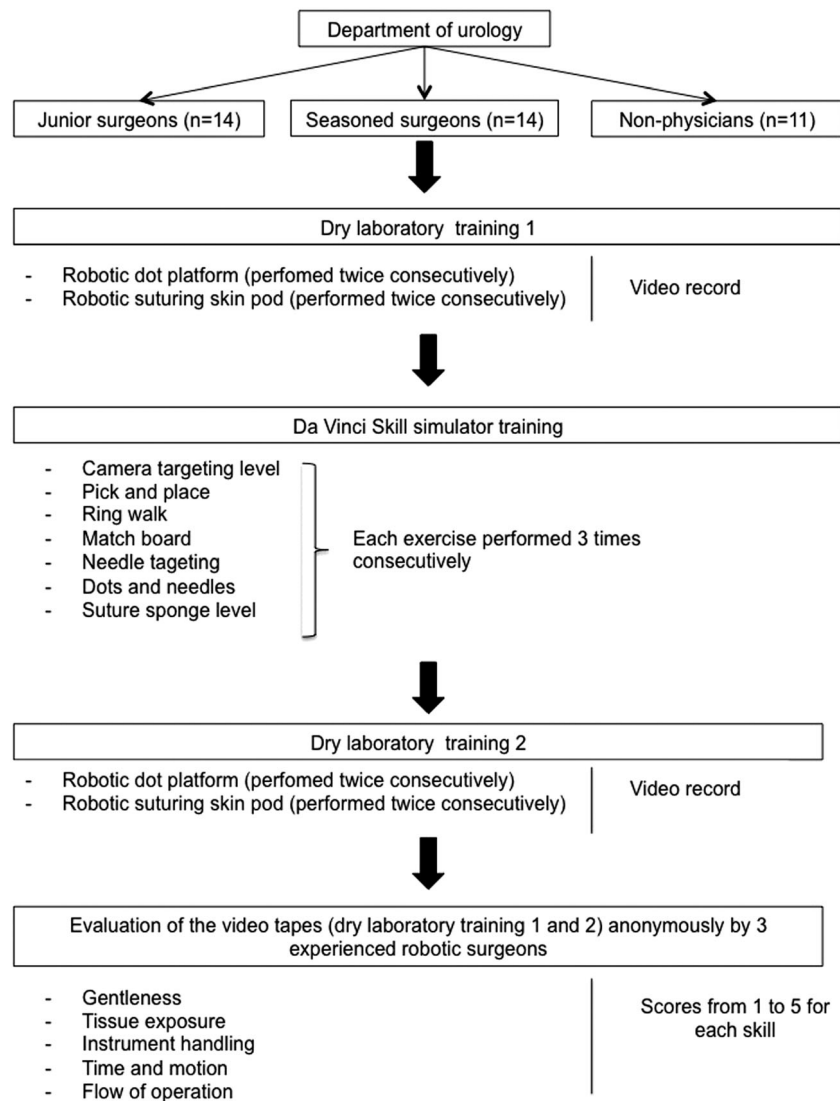 Department of urology
Junior surgeons (n=14)
Seasoned surgeons (n=14)
Non-physicians (n=11)
Dry laboratory training 1
- Robotic dot platform (perfomed twice consecutively)
- Robotic suturing skin pod (performed twice consecutively)
Video record
Da Vinci Skill simulator training
- Camera targeting level
- Pick and place
- Ring walk
- Match board
- Needle tageting
- Dots and needles
- Suture sponge level
Each exercise performed 3 times
consecutively
Dry laboratory training 2
- Robotic dot platform (perfomed twice consecutively)
- Robotic suturing skin pod (performed twice consecutively)
Video record
Evaluation of the video tapes (dry laboratory training 1 and 2) anonymously by 3
experienced robotic surgeons
- Gentleness
- Tissue exposure
- Instrument handling
- Time and motion
- Flow of operation
Scores from 1 to 5 for
each skill